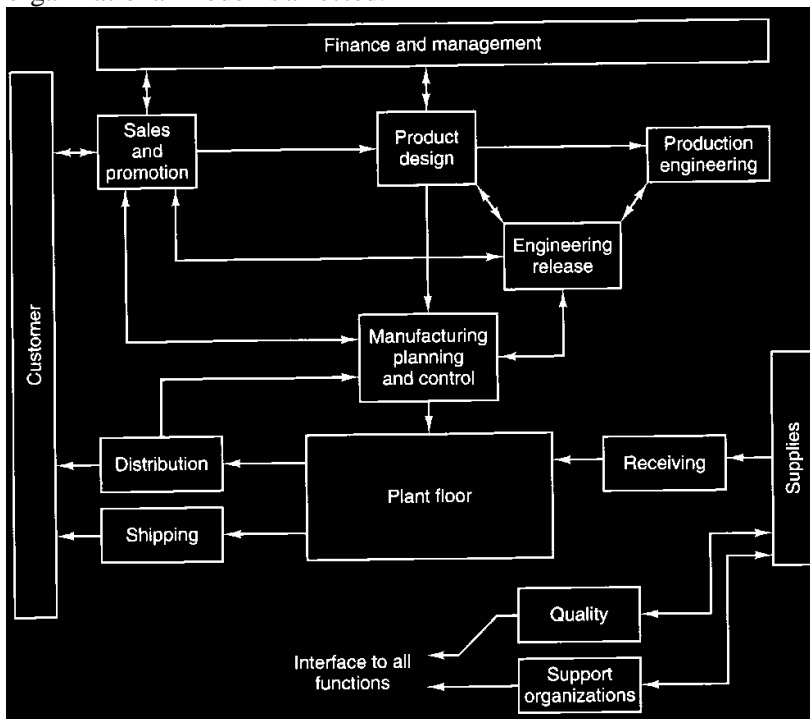 Finance and management
Sales
and
promotion
Product
design
Production
engineering
Engineering
release
Customer
Manufacturing
planning
and control
Supplies
Distribution
Plant floor
Receiving
Shipping
Quality
Interface to all
functions
Support
organizations